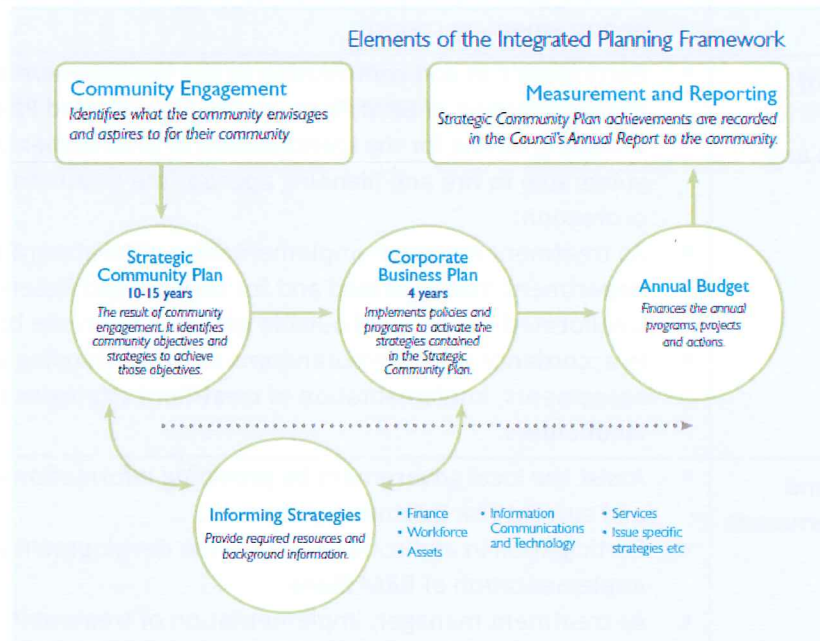 Elements of the Integrated Planning Framework
Community Engagement
Identifies what the community envisages
and aspires to for their community
Measurement and Reporting
Strategic Community Plan achievements are recorded
in the Council's Annual Report to the community.
Strategic
Community Plan
10-15 years
The result of community
engagement. It identifies
community objectives and
strategies to achieve
those objectives.
Corporate
Business Plan
4 years
Implements policies and
programs to activate the
strategies contained
in the Strategic
Community Plan.
Annual Budget
Finances the annual
programs, projects
and actions.
Informing Strategies
Provide required resources and
background information.
• Finance
• Workforce
• Assets
• Information
Communications
and Technology
• Services
• Issue specific
strategies etc